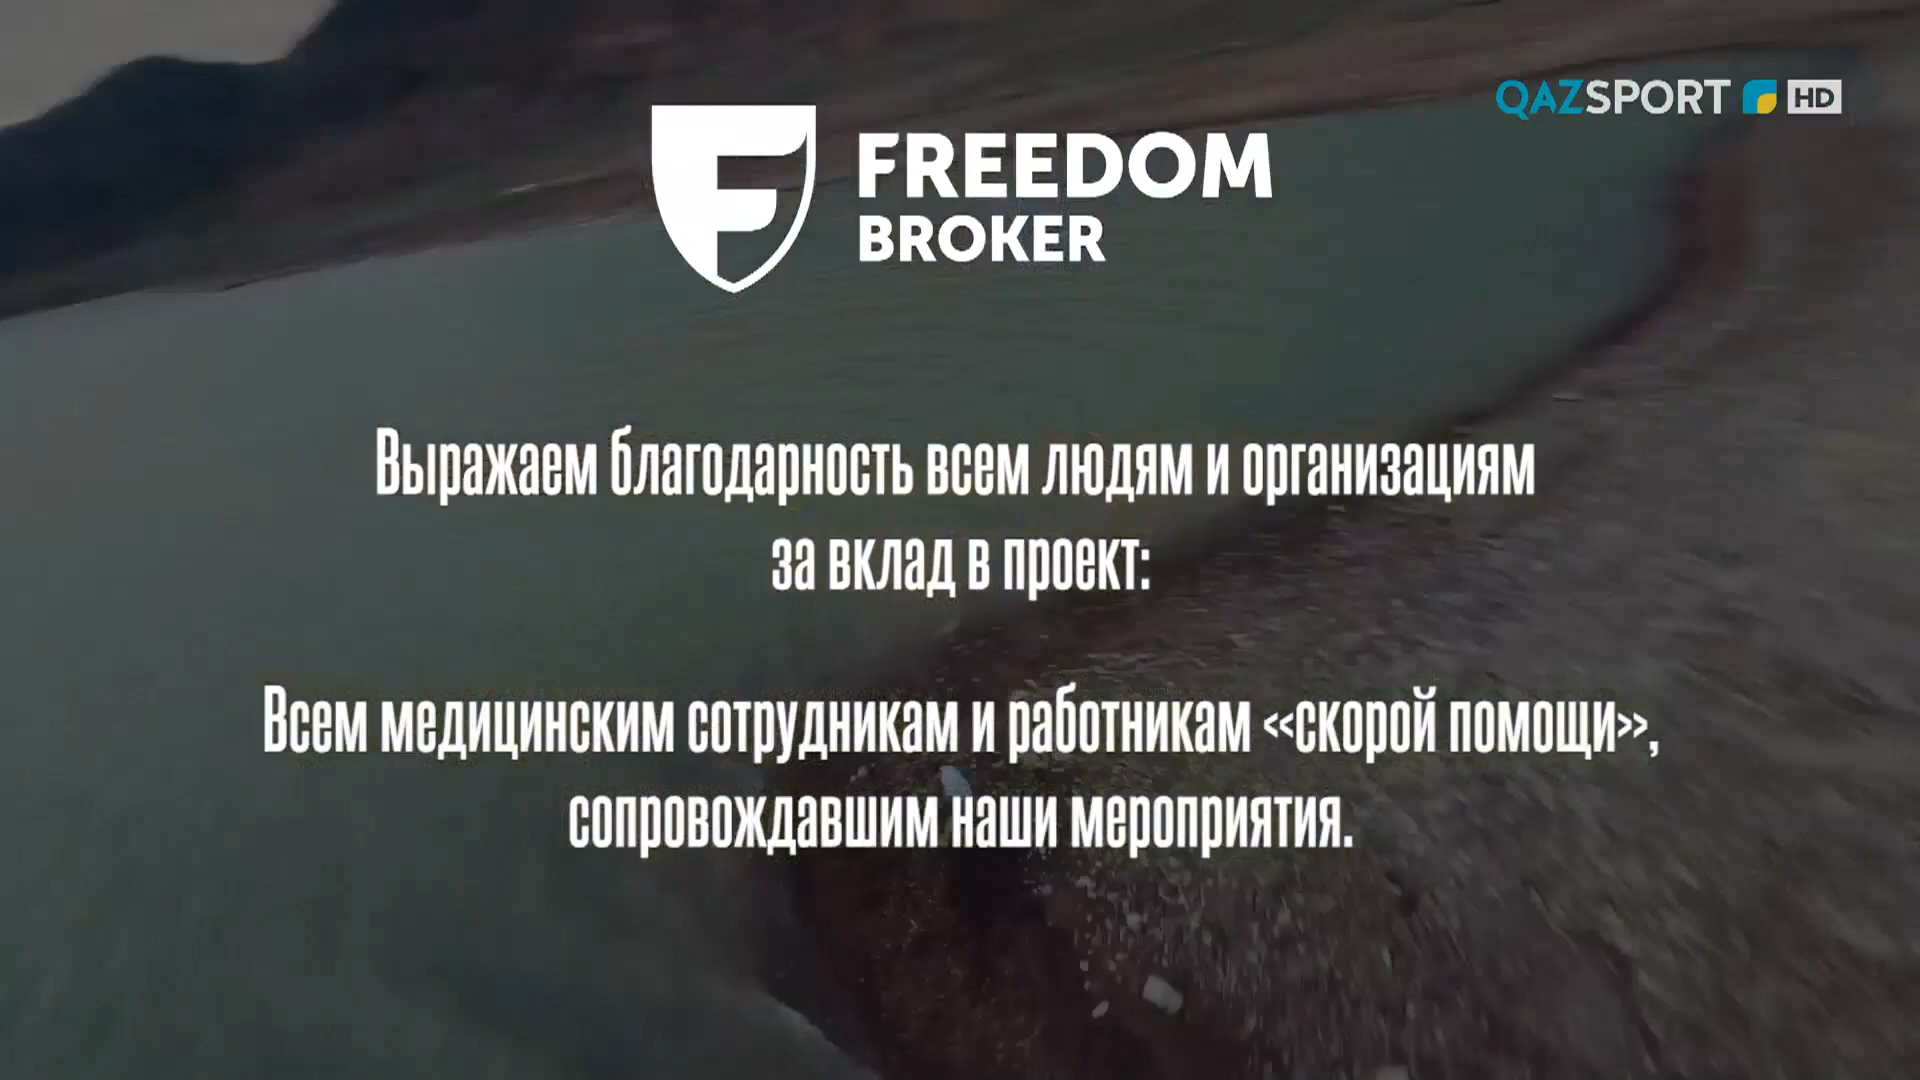 QAZSPORT HD
FREEDOM
BROKER
Выражаем благодарность всем людям и организациям
за вклад в проект:
Всем медицинским сотрудникам и работникам «скорой помощи»,
сопровождавшим наши мероприятия.